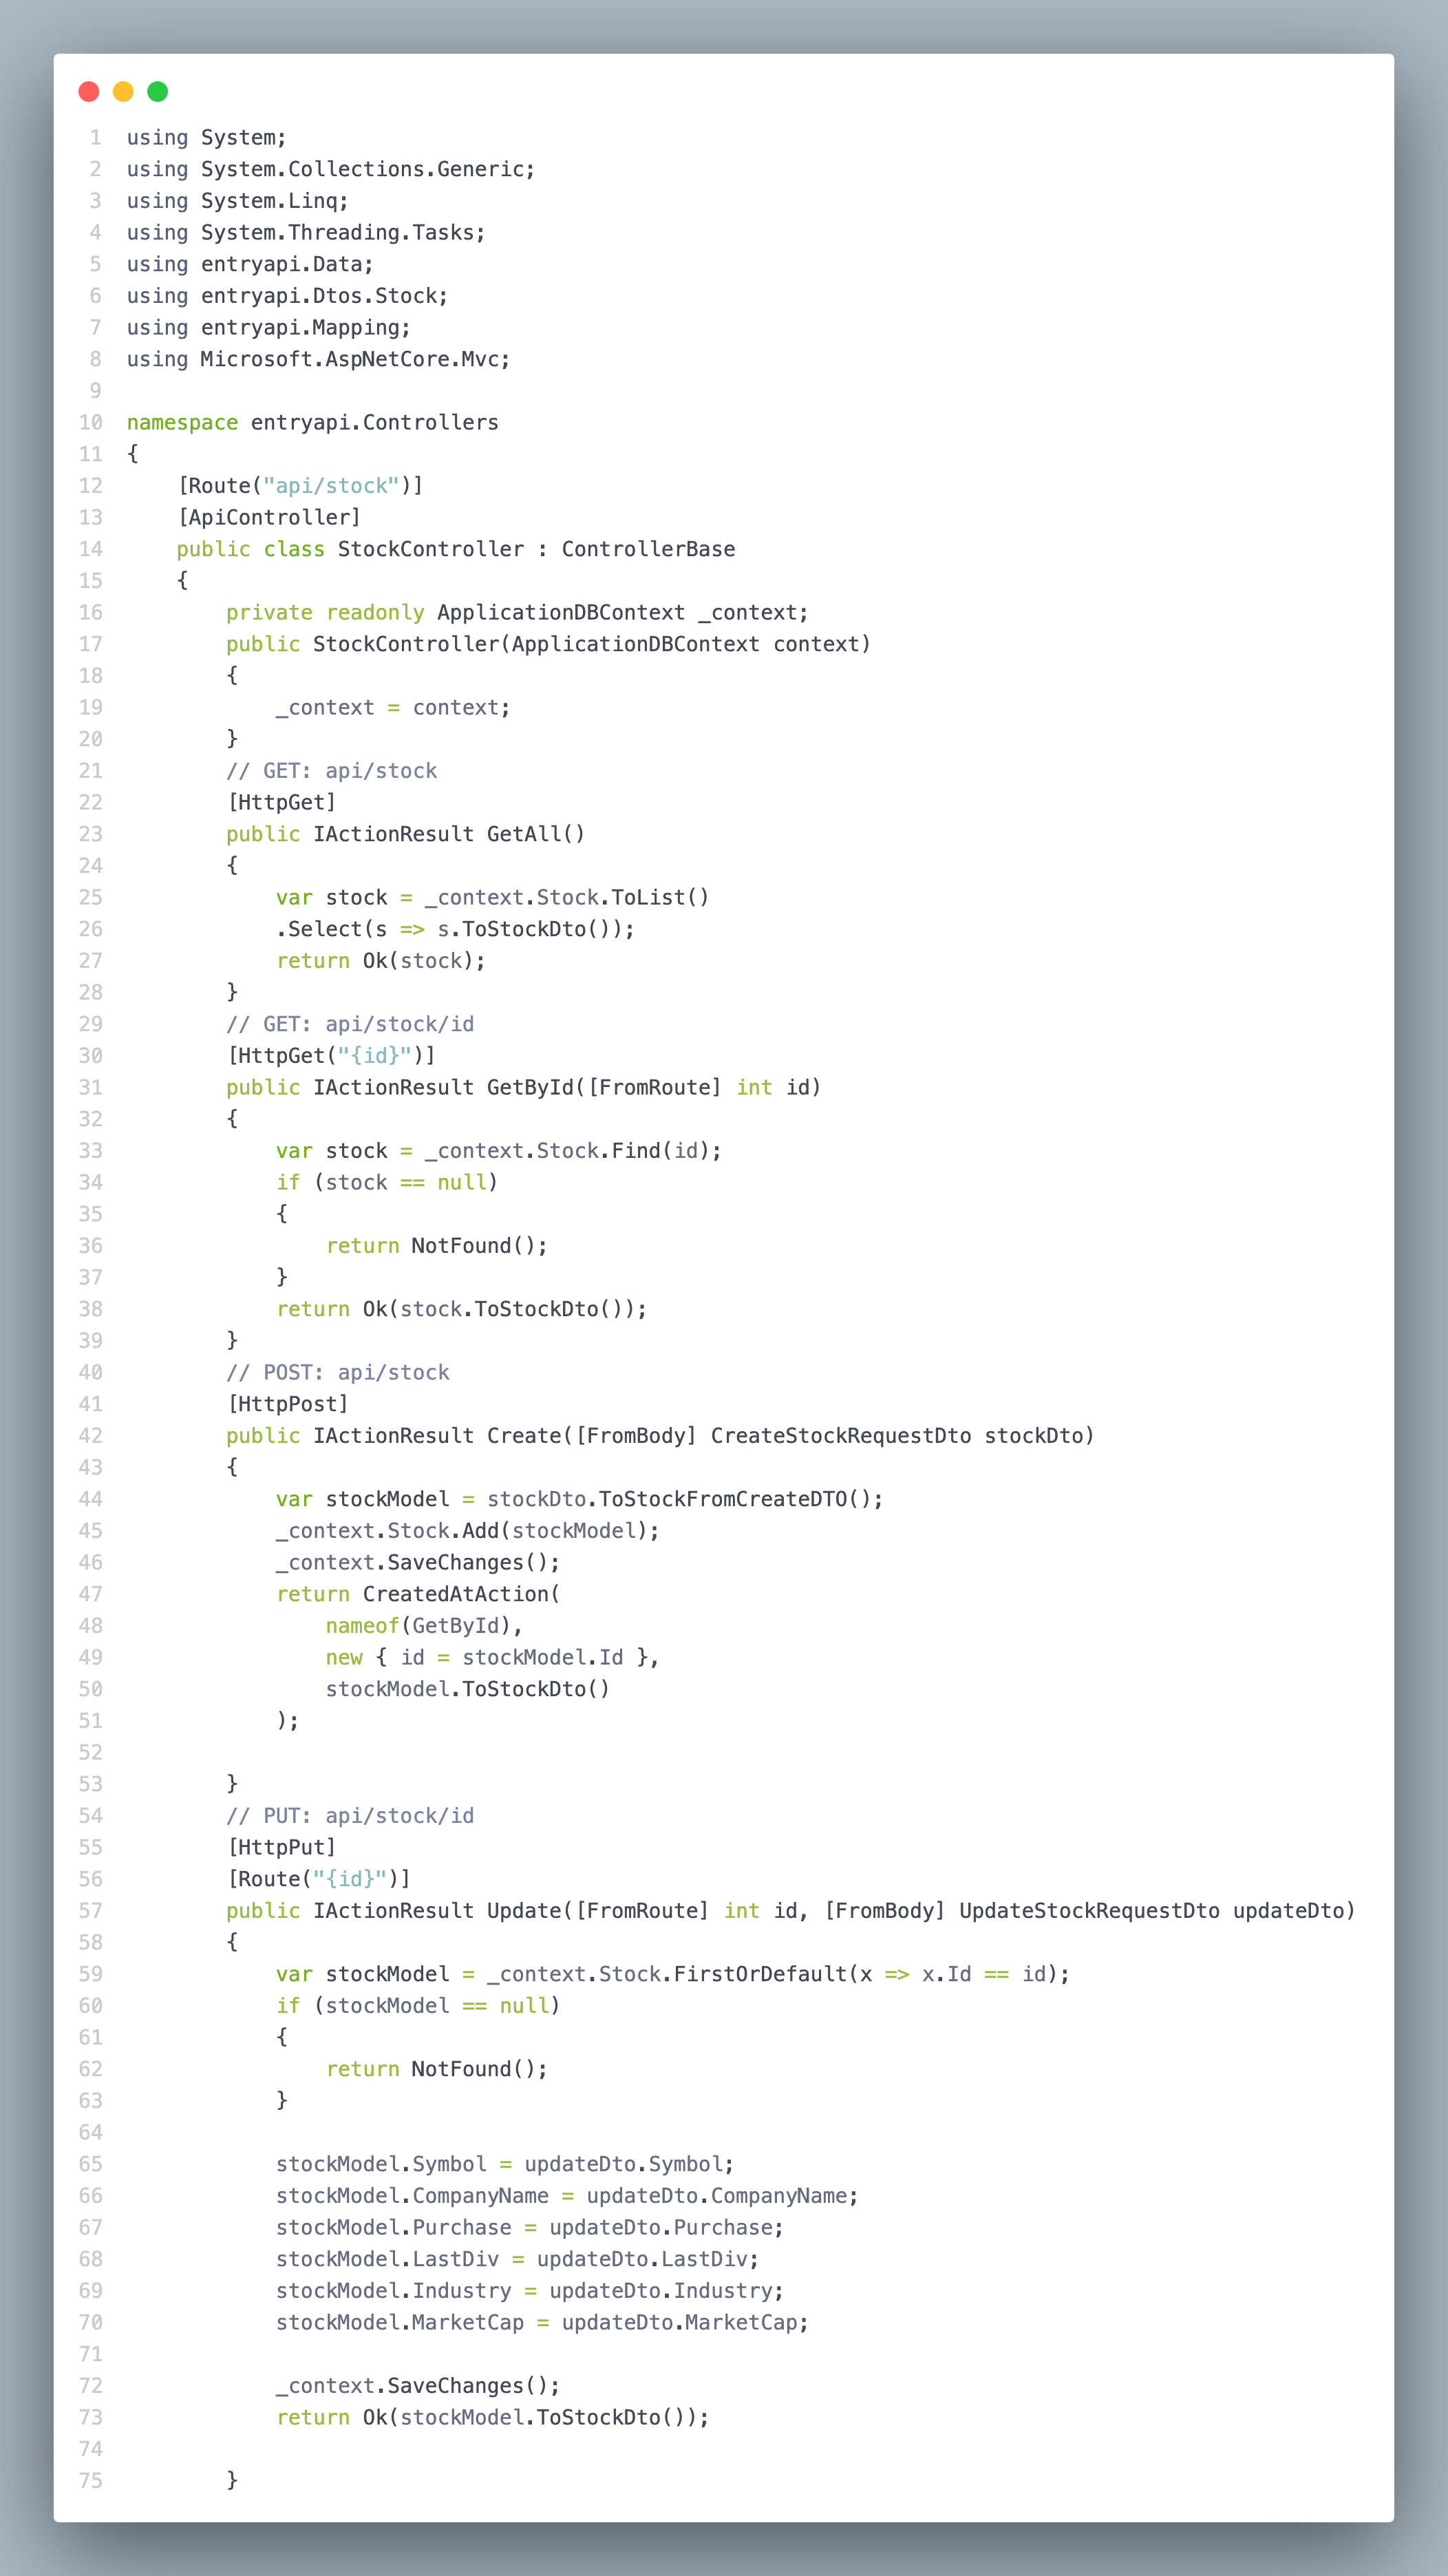 1 using System;
2 using System.Collections.Generic;
3 using System.Linq;
4 using System.Threading.Tasks;
5 using entryapi.Data;
6 using entryapi.Dtos.Stock;
7 using entryapi.Mapping;
8 using Microsoft.AspNetCore.Mvc;
9
10 namespace entryapi.Controllers
11 {
12     [Route("api/stock")]
13     [ApiController]
14     public class StockController : ControllerBase
15     {
16         private readonly ApplicationDBContext _context;
17         public StockController(ApplicationDBContext context)
18         {
19             _context = context;
20         }
21         // GET: api/stock
22         [HttpGet]
23         public IActionResult GetAll()
24         {
25             var stock = _context.Stock.ToList()
26             .Select(s => s.ToStockDto());
27             return Ok(stock);
28         }
29         // GET: api/stock/id
30         [HttpGet("{id}")]
31         public IActionResult GetById([FromRoute] int id)
32         {
33             var stock = _context.Stock.Find(id);
34             if (stock == null)
35             {
36                 return NotFound();
37             }
38             return Ok(stock.ToStockDto());
39         }
40         // POST: api/stock
41         [HttpPost]
42         public IActionResult Create([FromBody] CreateStockRequestDto stockDto)
43         {
44             var stockModel = stockDto.ToStockFromCreateDTO();
45             _context.Stock.Add(stockModel);
46             _context.SaveChanges();
47             return CreatedAtAction(
48                 nameof(GetById),
49                 new { id = stockModel.Id },
50                 stockModel.ToStockDto()
51             );
52
53         }
54         // PUT: api/stock/id
55         [HttpPut]
56         [Route("{id}")]
57         public IActionResult Update([FromRoute] int id, [FromBody] UpdateStockRequestDto updateDto)
58         {
59             var stockModel = _context.Stock.FirstOrDefault(x => x.Id == id);
60             if (stockModel == null)
61             {
62                 return NotFound();
63             }
64
65             stockModel.Symbol = updateDto.Symbol;
66             stockModel.CompanyName = updateDto.CompanyName;
67             stockModel.Purchase = updateDto.Purchase;
68             stockModel.LastDiv = updateDto.LastDiv;
69             stockModel.Industry = updateDto.Industry;
70             stockModel.MarketCap = updateDto.MarketCap;
71
72             _context.SaveChanges();
73             return Ok(stockModel.ToStockDto());
74
75         }